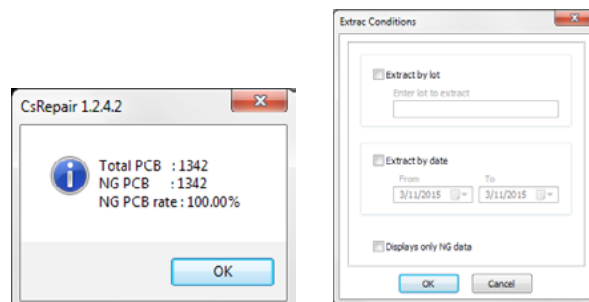 CsRepair 1.2.4.2
Total PCB : 1342
NG PCB : 1342
NG PCB rate : 100.00%
OK
Extrac Conditions
Extract by lot
Enter lot to extract
Extract by date
From To
3/11/2015 3/11/2015
Displays only NG data
OK Cancel